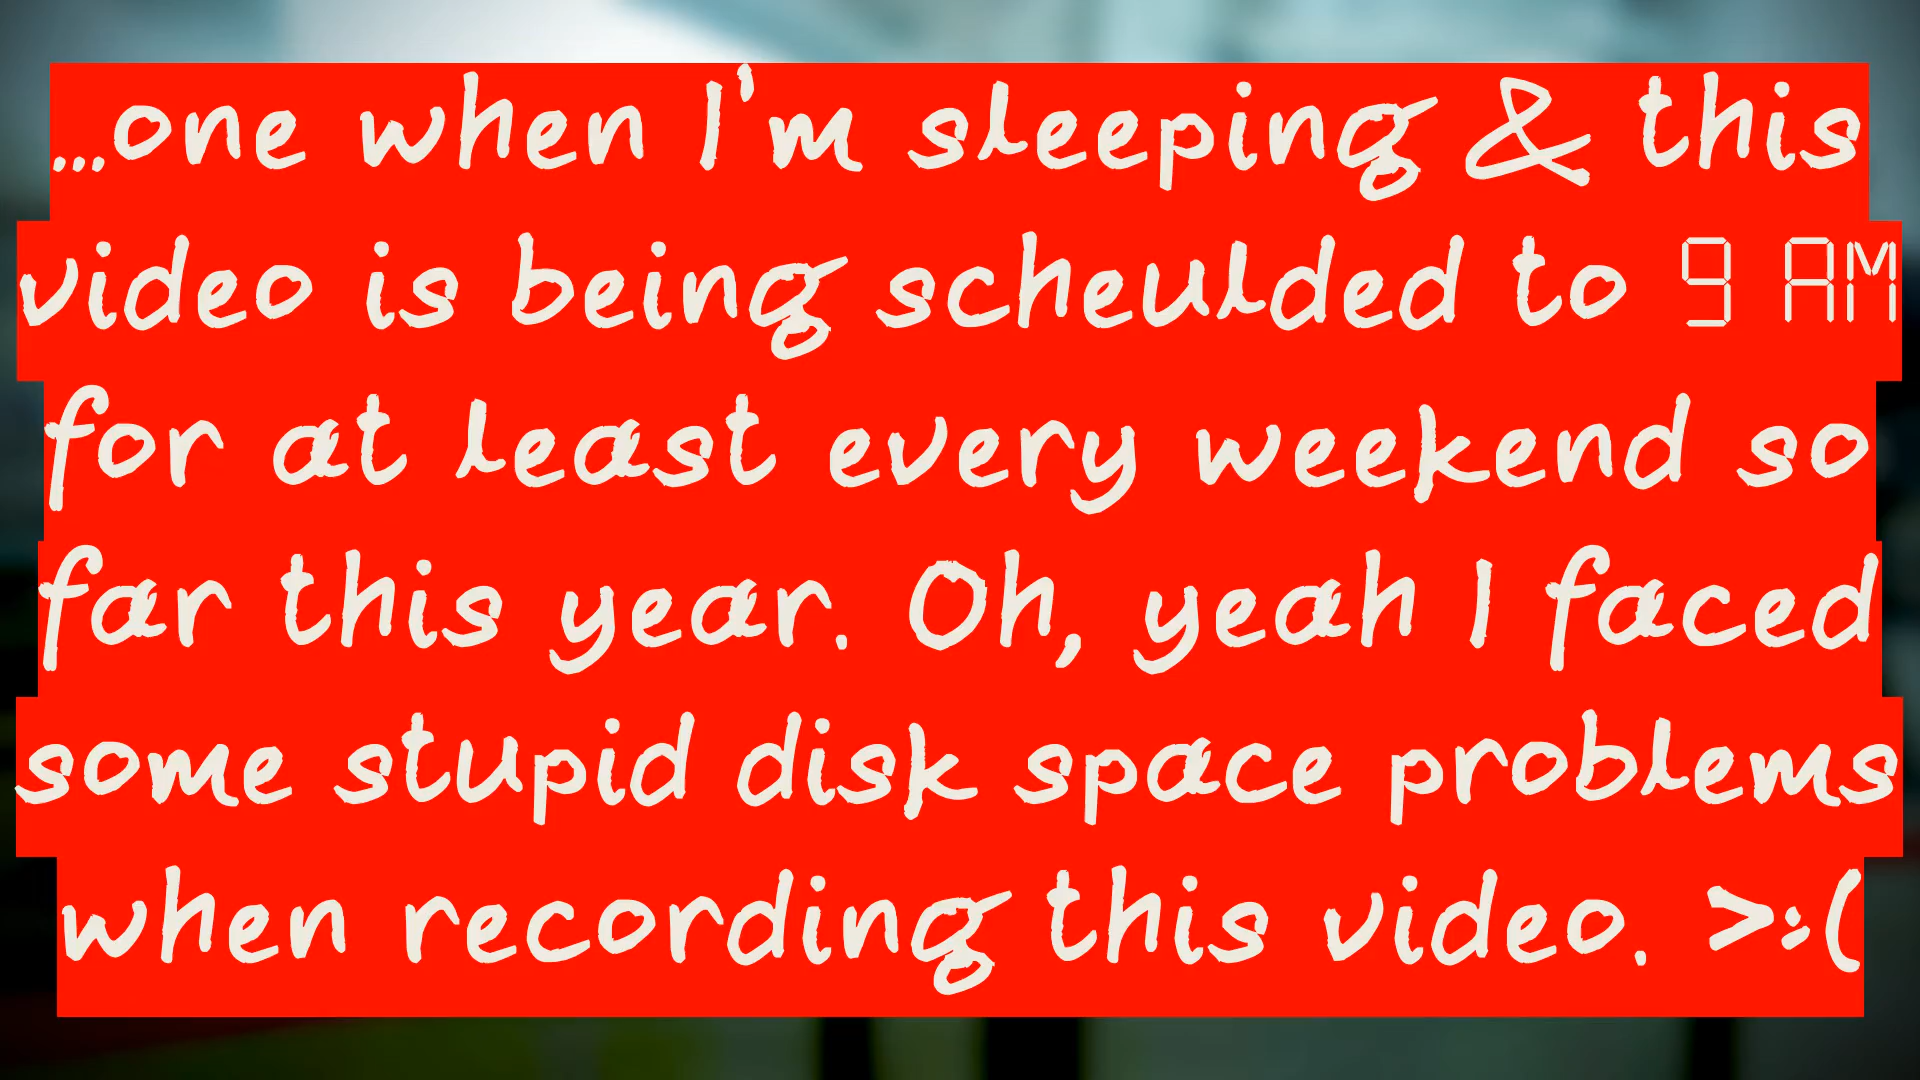 ...one when I'm sleeping & this
video is being scheulded to 9 AM
for at least every weekend so
far this year. Oh, yeah I faced
some stupid disk space problems
when recording this video. >:(